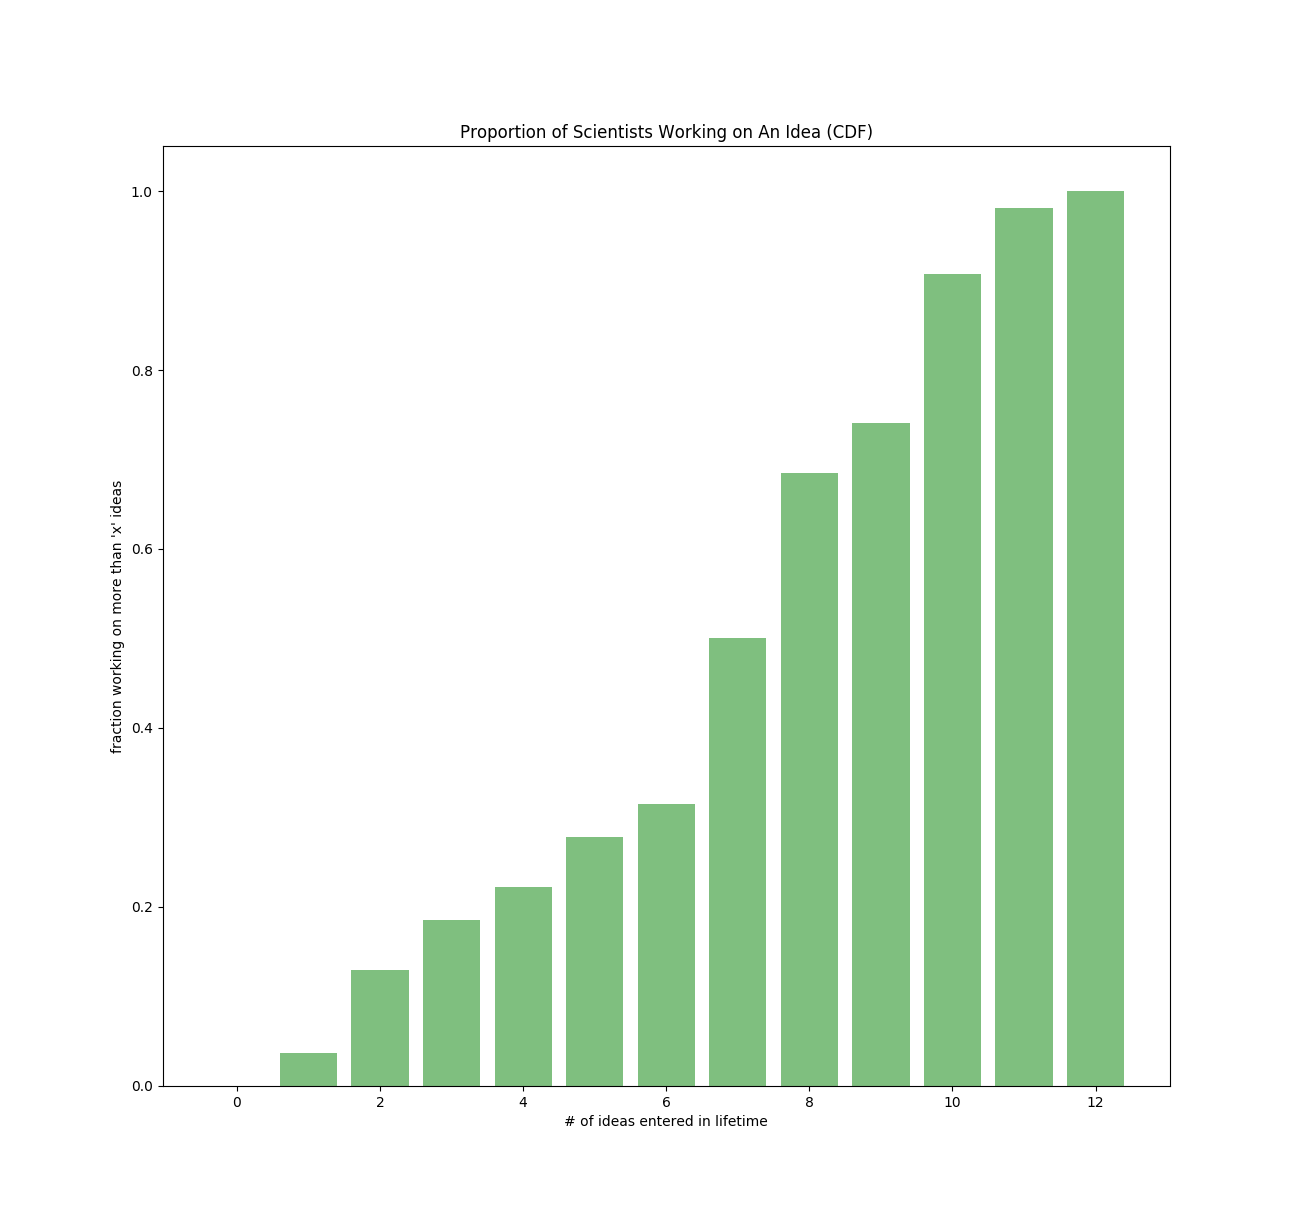 Proportion of Scientists Working on An Idea (CDF)
1.0
0.8
0.6
0.4
0.2
0.0
fraction working on more than 'x' ideas
0 2 4 6 8 10 12
# of ideas entered in lifetime